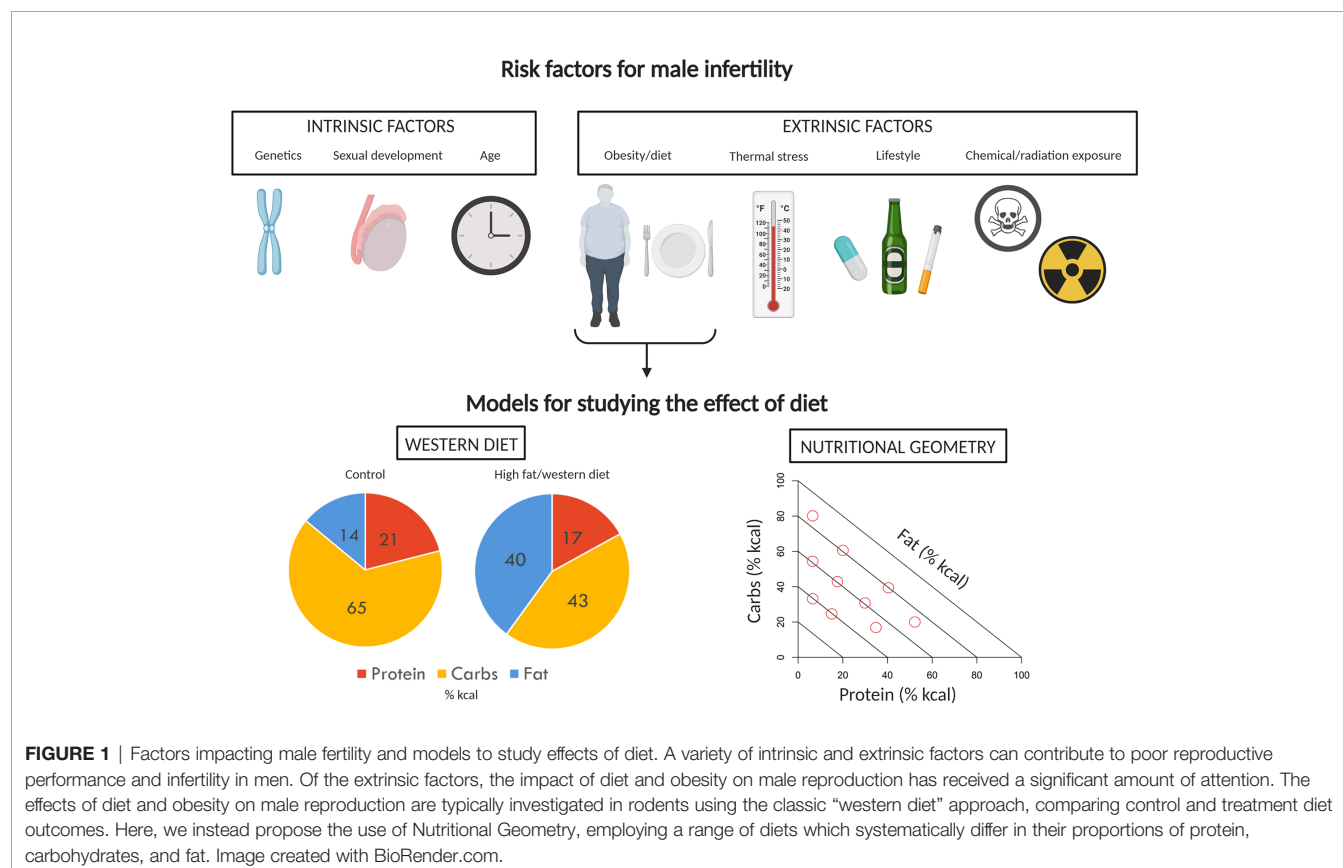 Risk factors for male infertility
INTRINSIC FACTORS
Genetics Sexual development Age
EXTRINSIC FACTORS
Obesity/diet Thermal stress Lifestyle Chemical/radiation exposure
°F °C
120
100
80
60
40
20
0
50
40
30
20
10
0
10
20
Models for studying the effect of diet
WESTERN DIET
Control
14 21
65
High fat/western diet
17
40
43
Protein Carbs Fat
% kcal
NUTRITIONAL GEOMETRY
Carbs (% kcal)
100
80
60
40
20
0
Fat (% kcal)
0 20 40 60 80 100
Protein (% kcal)
FIGURE 1 | Factors impacting male fertility and models to study effects of diet. A variety of intrinsic and extrinsic factors can contribute to poor reproductive
performance and infertility in men. Of the extrinsic factors, the impact of diet and obesity on male reproduction has received a significant amount of attention. The
effects of diet and obesity on male reproduction are typically investigated in rodents using the classic “western diet” approach, comparing control and treatment diet
outcomes. Here, we instead propose the use of Nutritional Geometry, employing a range of diets which systematically differ in their proportions of protein,
carbohydrates, and fat. Image created with BioRender.com.